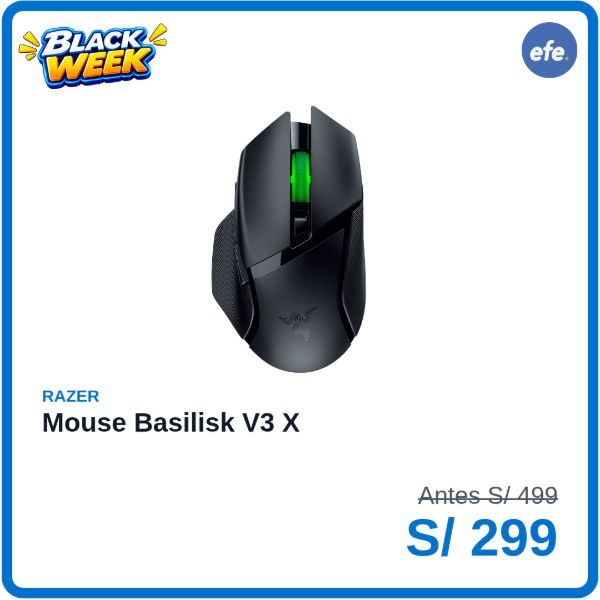 BLACK
WEEK
efe.
RAZER
Mouse Basilisk V3 X
Antes S/ 499
S/ 299